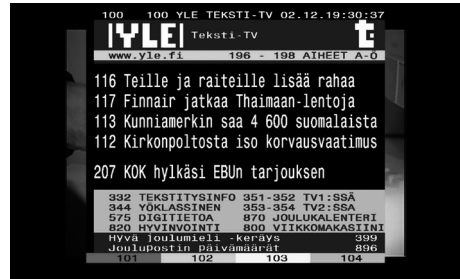 100 100 YLE TEKSTI-TV 02.12.19:30:37
YLE Teksti-TV t:
www.yle.fi 196 - 198 AIHEET A-Ö
116 Teille ja raiteille lisää rahaa
117 Finnair jatkaa Thaimaan-lentoja
113 Kunniamerkin saa 4 600 suomalaista
112 Kirkonpoltosta iso korvausvaatimus
207 KOK hylkäsi EBUn tarjouksen
332 TEKSTITYSINFO 351-352 TV1:SSÄ
344 YÖKLASSINEN 353-354 TV2:SSA
575 DIGITIETOA 870 JOULUKALENTERI
820 HYVINVOINTI 800 VIIKKOMAKASIINI
Hyvä joulumieli -keräys 399
Joulupostin päivämäärät 896
101 102 103 104